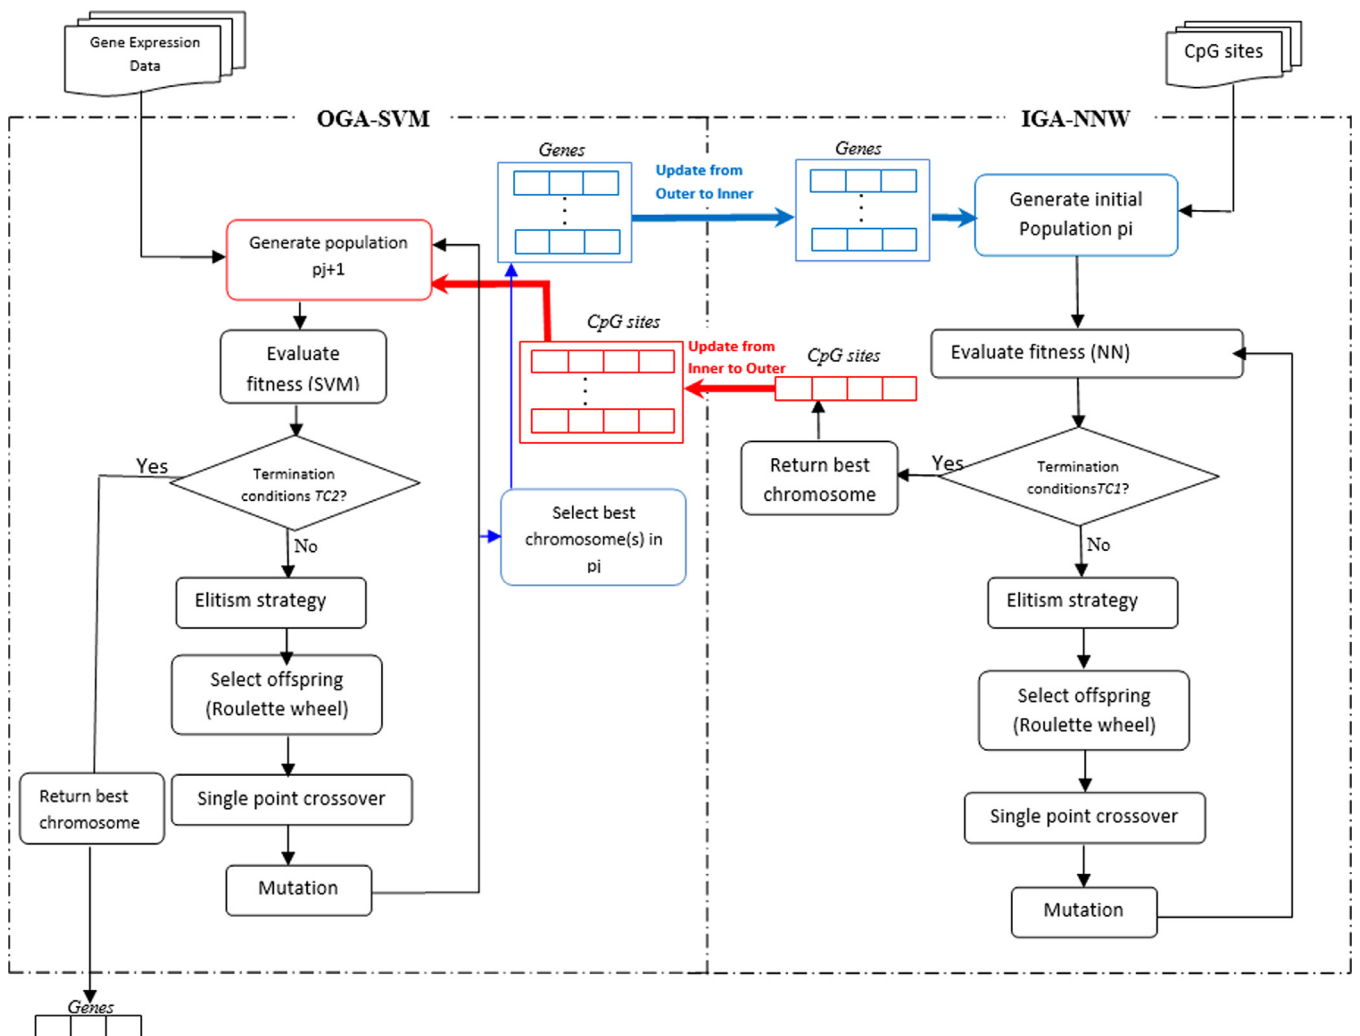 Gene Expression
Data
CpG sites
OGA-SVM
IGA-NNW
Genes
Update from
Outer to Inner
Genes
Generate initial
Population pi
Generate population
pj+1
CpG sites
Update from
Inner to Outer
CpG sites
Evaluate
fitness (SVM)
Evaluate fitness (NN)
Yes
Termination
conditions TC2?
No
Select best
chromosome(s) in
pj
Return best
chromosome
Yes
Termination
conditionsTC1?
No
Elitism strategy
Select offspring
(Roulette wheel)
Single point crossover
Mutation
Return best
chromosome
Genes
Elitism strategy
Select offspring
(Roulette wheel)
Single point crossover
Mutation